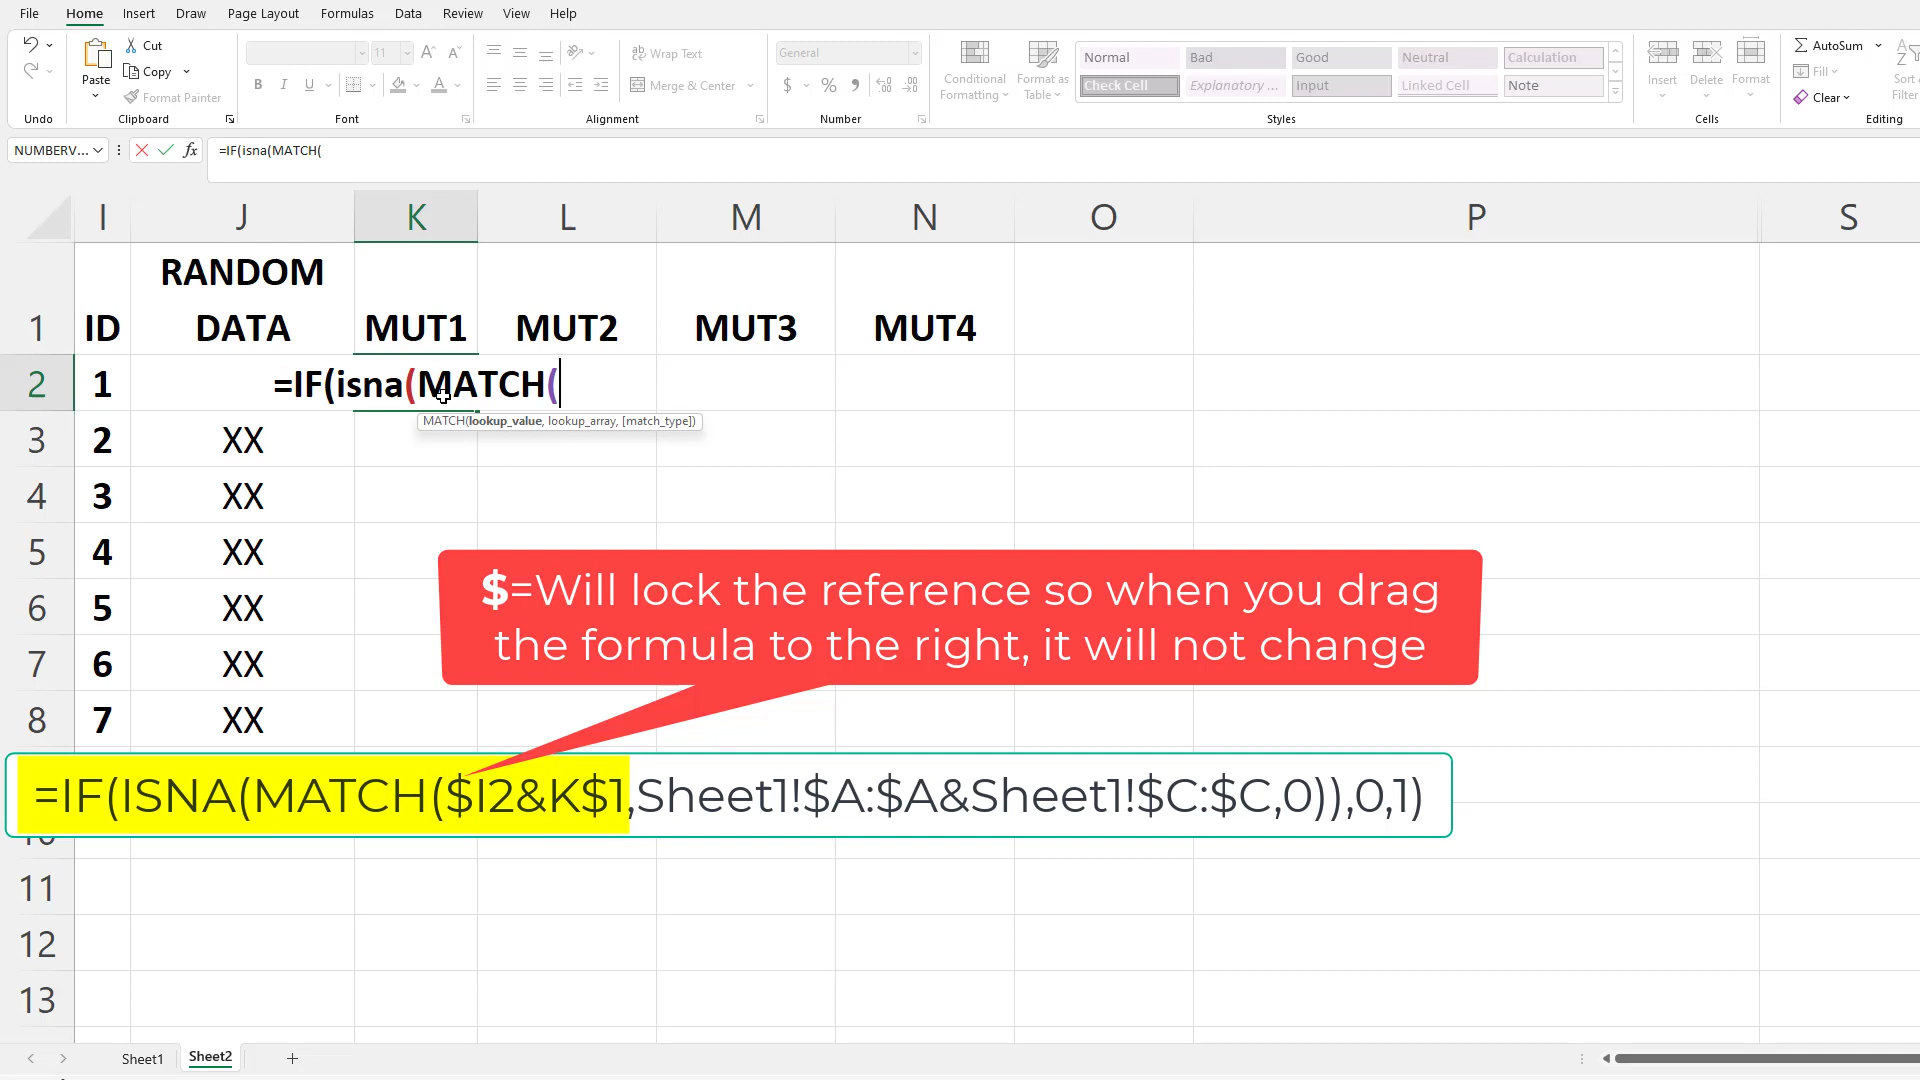 File Home Insert Draw Page Layout Formulas Data Review View Help
Cut
Copy
Format Painter
Paste
11
B I U
Wrap Text
Merge & Center
General
$ % ,
Conditional
Formatting
Format as
Table
Normal Bad Good Neutral Calculation
Check Cell Explanatory ... Input Linked Cell Note
Insert Delete Format
AutoSum
Fill
Clear
Sort
Filter
Undo Clipboard Font Alignment Number Styles Cells Editing
NUMBERV... fx =IF(isna(MATCH(
I J K L M N O P S
RANDOM
1 ID DATA MUT1 MUT2 MUT3 MUT4
2 1 =IF(isna(MATCH(
MATCH(lookup_value, lookup_array, [match_type])
3 2 XX
4 3 XX
5 4 XX
6 5 XX
7 6 XX
8 7 XX
$=Will lock the reference so when you drag
the formula to the right, it will not change
=IF(ISNA(MATCH($I2&K$1,Sheet1!$A:$A&Sheet1!$C:$C,0)),0,1)
11
12
13
Sheet1 Sheet2 +